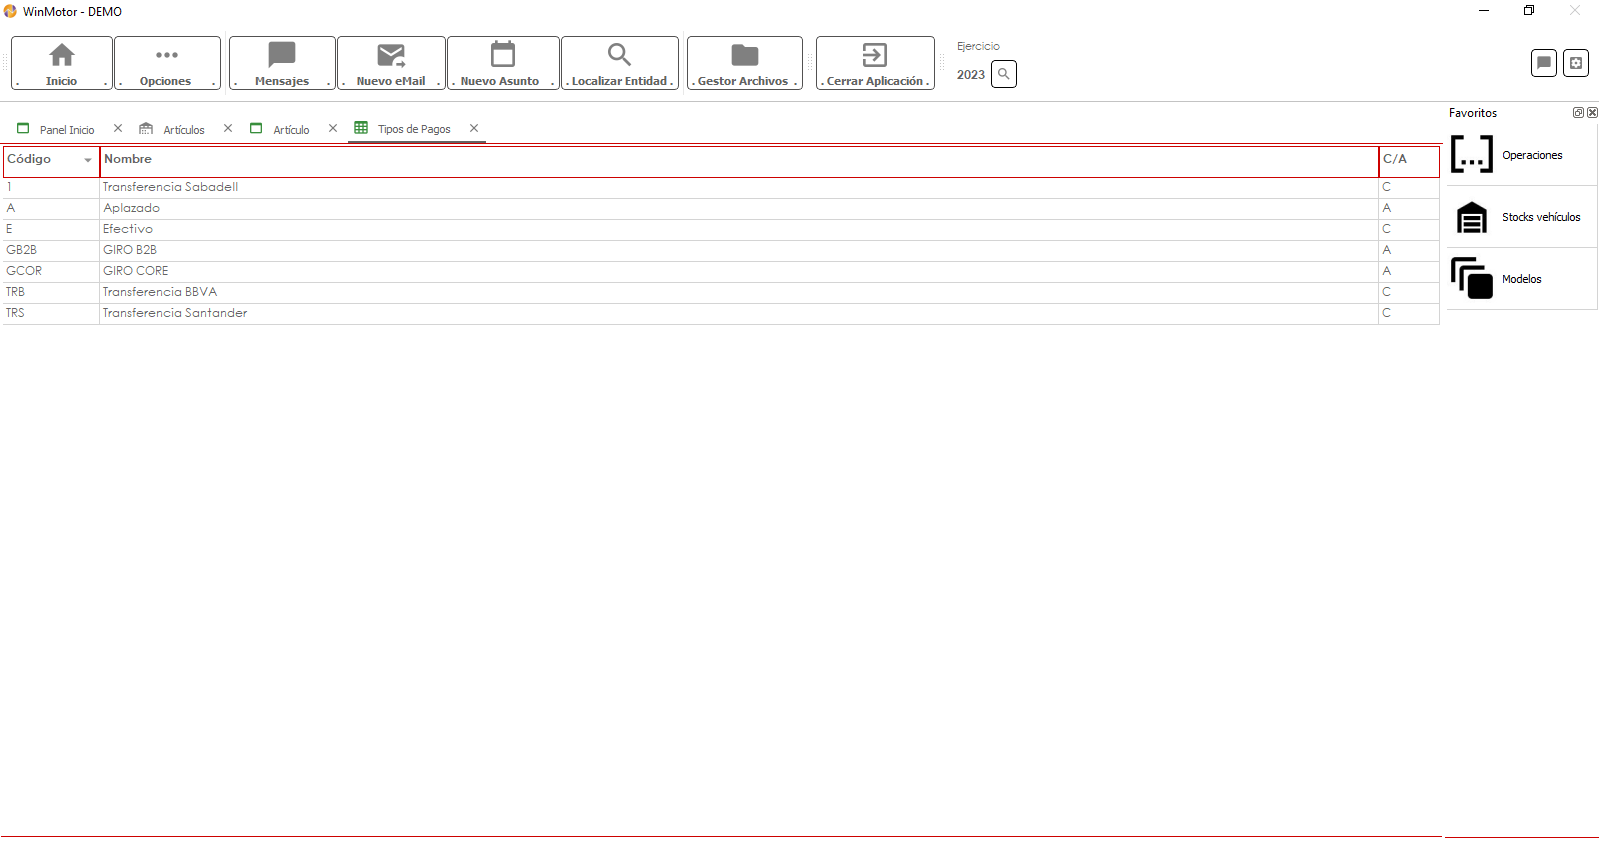 WinMotor - DEMO
. Inicio .
. Opciones .
. Mensajes .
. Nuevo eMail .
. Nuevo Asunto .
. Localizar Entidad .
. Gestor Archivos .
. Cerrar Aplicación .
Ejercicio
2023
Panel Inicio
Artículos
Artículo
Tipos de Pagos
Favoritos
Código Nombre C/A
1 Transferencia Sabadell C
A Aplazado A
E Efectivo C
GB2B GIRO B2B A
GCOR GIRO CORE A
TRB Transferencia BBVA C
TRS Transferencia Santander C
Operaciones
Stocks vehículos
Modelos